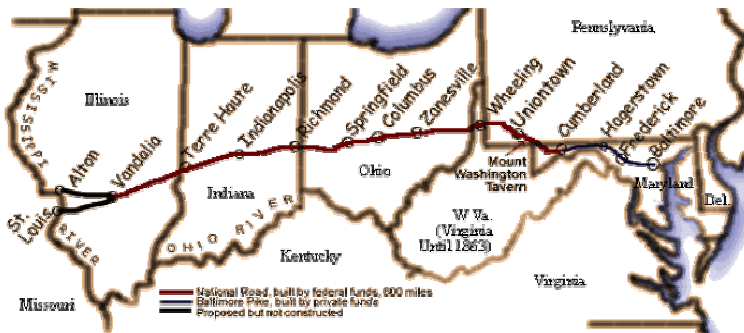 Pennsylvania
MISSISSIPPI
Illinois
Terre Haute
Indianapolis
Richmond
Springfield
Columbus
Zanesville
Wheeling
Uniontown
Cumberland
Hagerstown
Frederick
Baltimore
Alton
Vandalia
Mount
Washington
Tavern
Maryland
Del.
St.
Louis
RIVER
Indiana
Ohio
OHIO RIVER
W Va.
(Virginia
Until 1863)
Kentucky
Virginia
Missouri
National Road, built by federal funds, 600 miles
Baltimore Pike, built by private funds
Proposed but not constructed